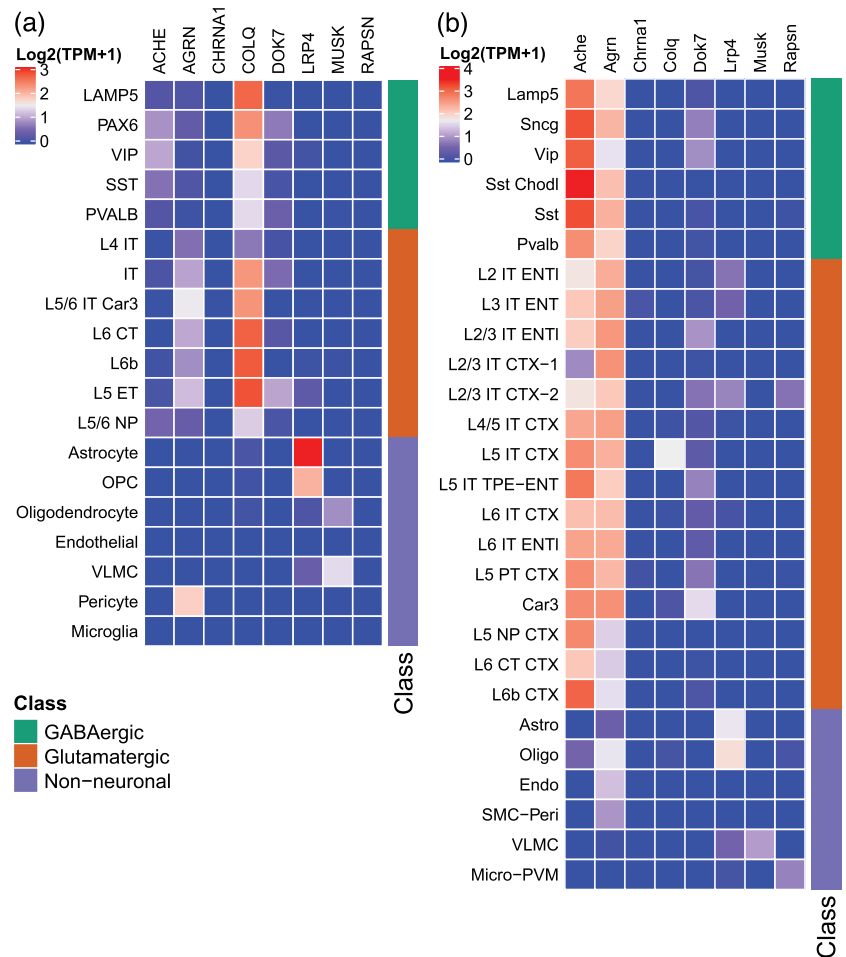 (a)
Log2(TPM+1)
3
2
1
0
ACHE
AGRN
CHRNA1
COLQ
DOK7
LRP4
MUSK
RAPSN
LAMP5
PAX6
VIP
SST
PVALB
L4 IT
IT
L5/6 IT Car3
L6 CT
L6b
L5 ET
L5/6 NP
Astrocyte
OPC
Oligodendrocyte
Endothelial
VLMC
Pericyte
Microglia
Class
Class
GABAergic
Glutamatergic
Non−neuronal
(b)
Log2(TPM+1)
4
3
2
1
0
Ache
Agrn
Chrna1
Colq
Dok7
Lrp4
Musk
Rapsn
Lamp5
Sncg
Vip
Sst Chodl
Sst
Pvalb
L2 IT ENTl
L3 IT ENT
L2/3 IT ENTl
L2/3 IT CTX−1
L2/3 IT CTX−2
L4/5 IT CTX
L5 IT CTX
L5 IT TPE−ENT
L6 IT CTX
L6 IT ENTl
L5 PT CTX
Car3
L5 NP CTX
L6 CT CTX
L6b CTX
Astro
Oligo
Endo
SMC−Peri
VLMC
Micro−PVM
Class